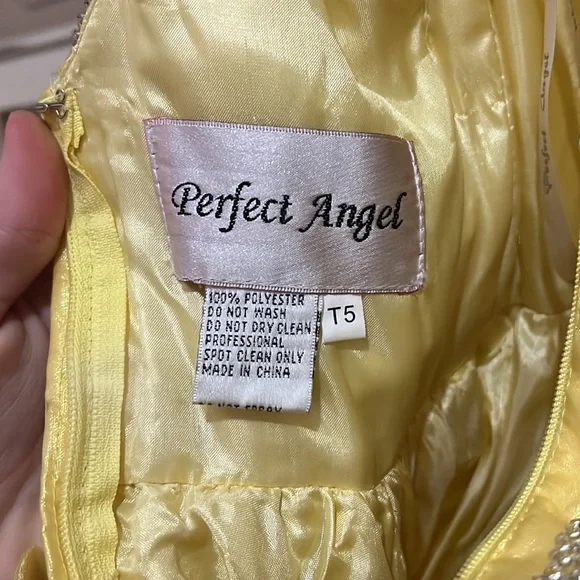 Perfect Angel
100% POLYESTER
DO NOT WASH
DO NOT DRY CLEAN
PROFESSIONAL
SPOT CLEAN ONLY
MADE IN CHINA
T5